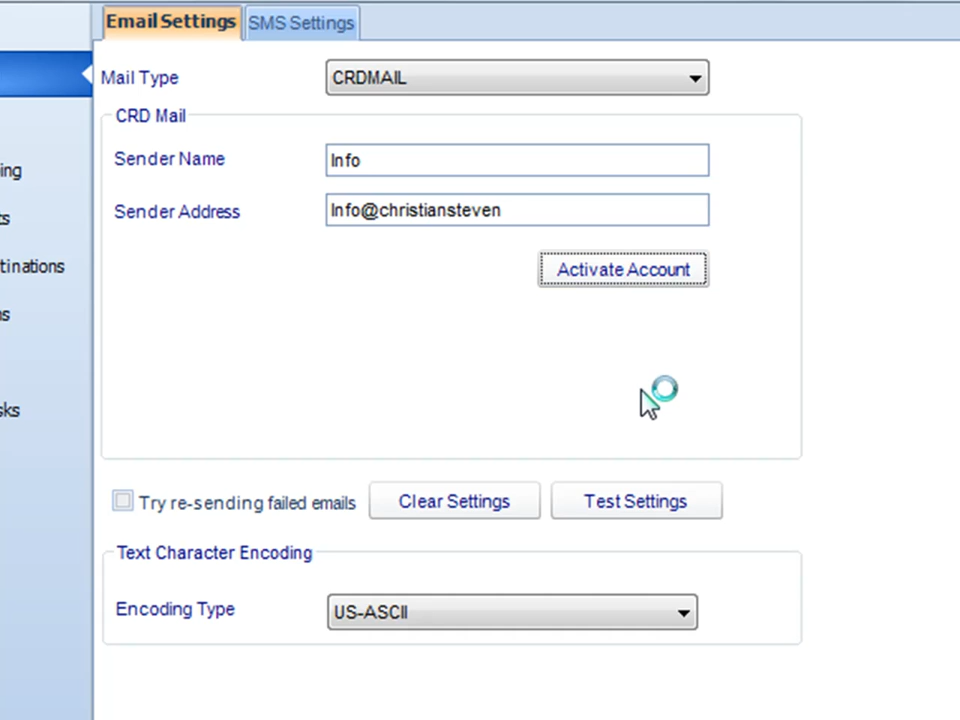 Email Settings SMS Settings
Mail Type CRDMAIL
CRD Mail
Sender Name Info
Sender Address Info@christiansteven
Activate Account
Try re-sending failed emails Clear Settings Test Settings
Text Character Encoding
Encoding Type US-ASCII